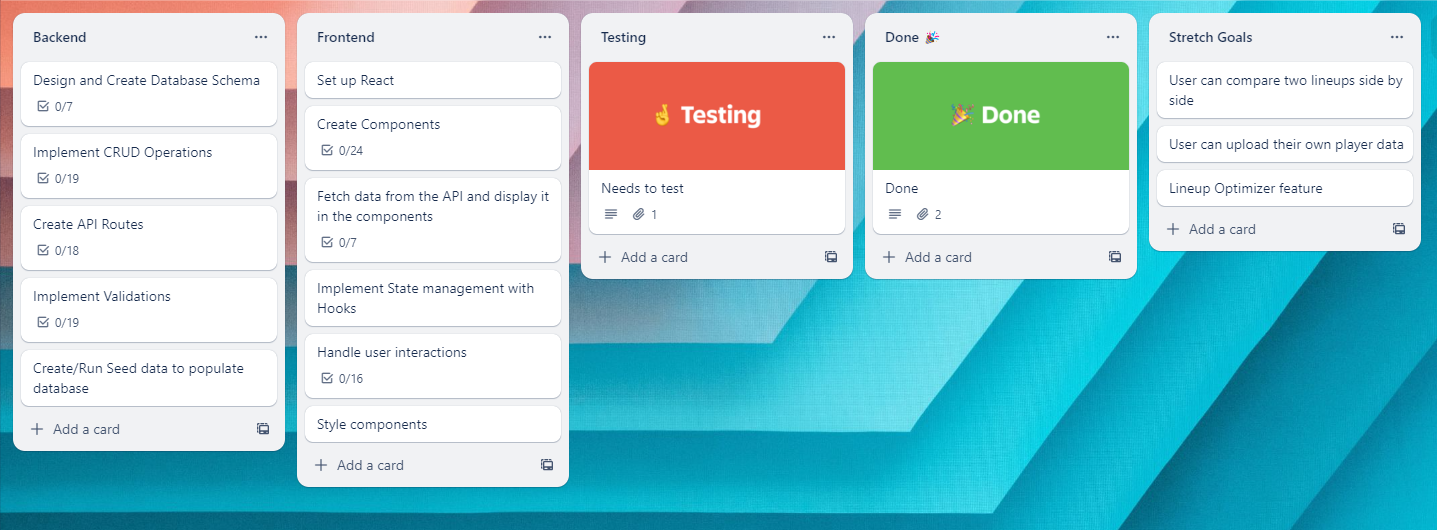 Backend
Design and Create Database Schema
0/7
Implement CRUD Operations
0/19
Create API Routes
0/18
Implement Validations
0/19
Create/Run Seed data to populate
database
Add a card
Frontend
Set up React
Create Components
0/24
Fetch data from the API and display it
in the components
0/7
Implement State management with
Hooks
Handle user interactions
0/16
Style components
Add a card
Testing
🤞 Testing
Needs to test
1
Add a card
Done 🎉
🎉 Done
Done
2
Add a card
Stretch Goals
User can compare two lineups side by
side
User can upload their own player data
Lineup Optimizer feature
Add a card